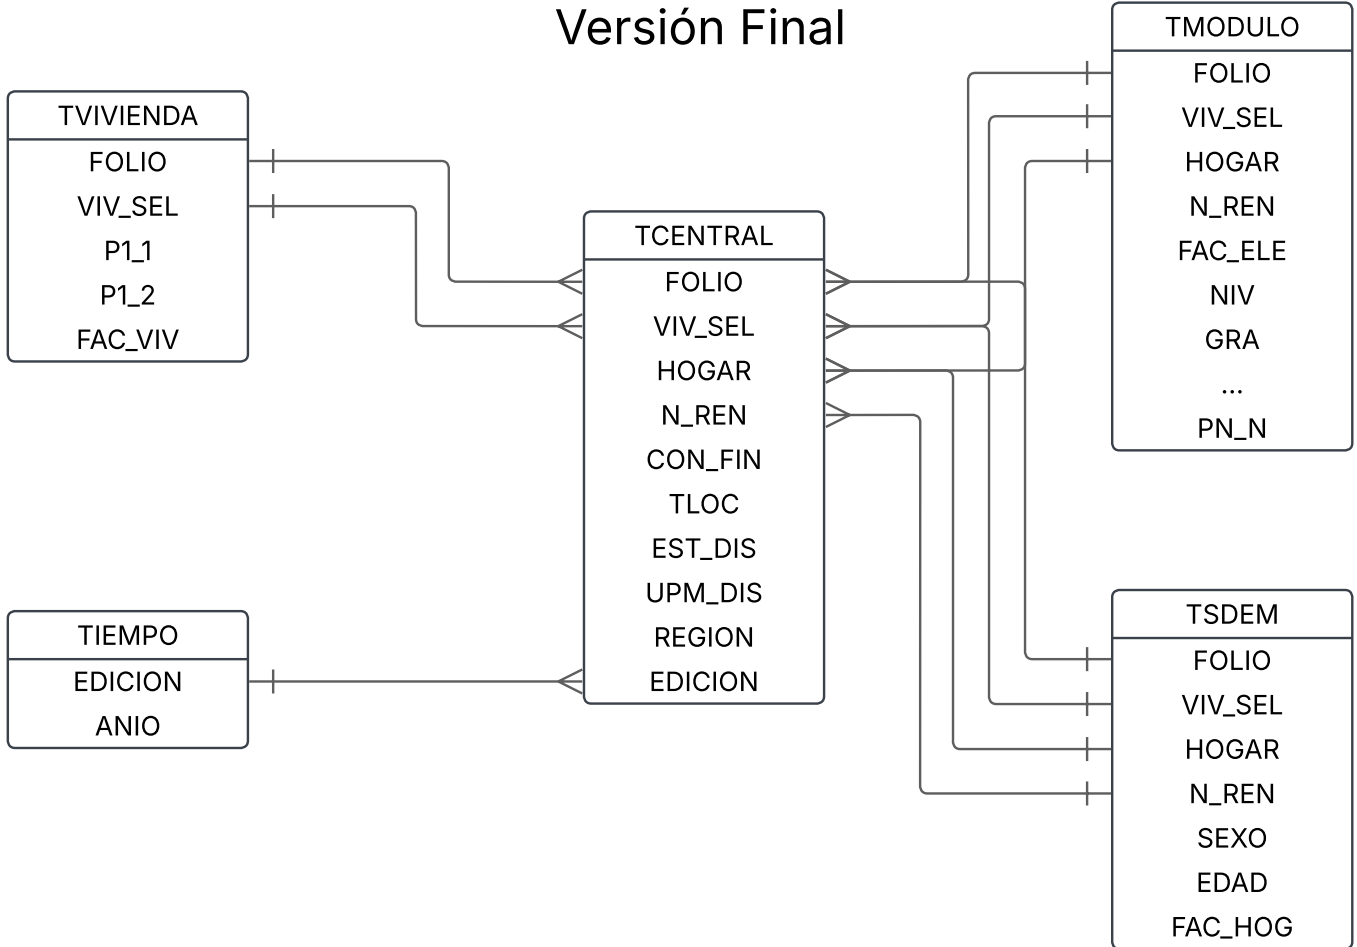 Versión Final
TVIVIENDA
FOLIO
VIV_SEL
P1_1
P1_2
FAC_VIV
TIEMPO
EDICION
ANIO
TCENTRAL
FOLIO
VIV_SEL
HOGAR
N_REN
CON_FIN
TLOC
EST_DIS
UPM_DIS
REGION
EDICION
TMODULO
FOLIO
VIV_SEL
HOGAR
N_REN
FAC_ELE
NIV
GRA
...
PN_N
TSDEM
FOLIO
VIV_SEL
HOGAR
N_REN
SEXO
EDAD
FAC_HOG